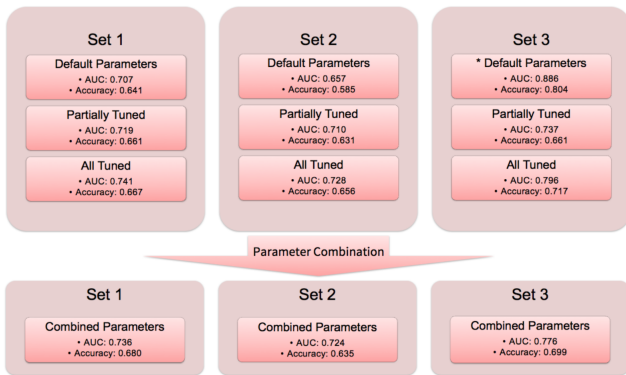 Set 1
Default Parameters
• AUC: 0.707
• Accuracy: 0.641
Partially Tuned
• AUC: 0.719
• Accuracy: 0.661
All Tuned
• AUC: 0.741
• Accuracy: 0.667
Set 2
Default Parameters
• AUC: 0.657
• Accuracy: 0.585
Partially Tuned
• AUC: 0.710
• Accuracy: 0.631
All Tuned
• AUC: 0.728
• Accuracy: 0.656
Set 3
* Default Parameters
• AUC: 0.886
• Accuracy: 0.804
Partially Tuned
• AUC: 0.737
• Accuracy: 0.661
All Tuned
• AUC: 0.796
• Accuracy: 0.717
Parameter Combination
Set 1
Combined Parameters
• AUC: 0.736
• Accuracy: 0.680
Set 2
Combined Parameters
• AUC: 0.724
• Accuracy: 0.635
Set 3
Combined Parameters
• AUC: 0.776
• Accuracy: 0.699